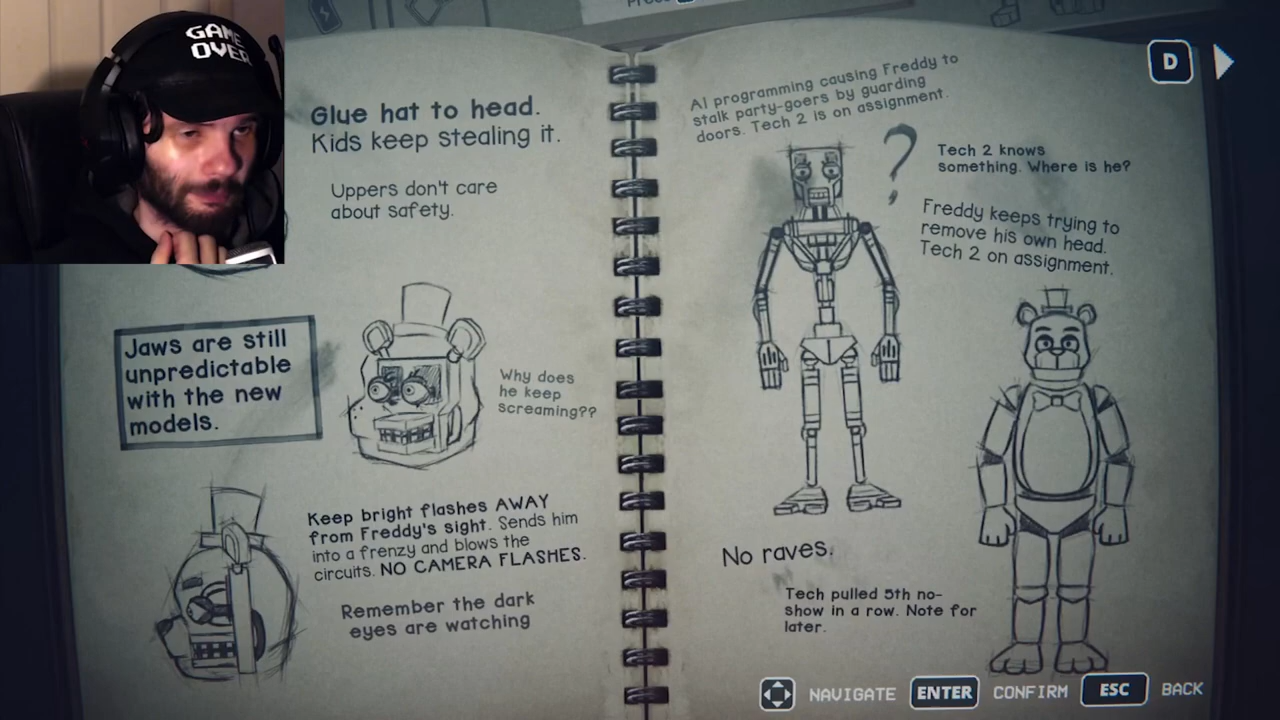 GAME
OVER
D
Glue hat to head.
Kids keep stealing it.
Uppers don't care
about safety.
Jaws are still
unpredictable
with the new
models.
Why does
he keep
screaming??
Keep bright flashes AWAY
from Freddy's sight. Sends him
into a frenzy and blows the
circuits. NO CAMERA FLASHES.
Remember the dark
eyes are watching
AI programming causing Freddy to
stalk party-goers by guarding
doors. Tech 2 is on assignment.
?
Tech 2 knows
something. Where is he?
Freddy keeps trying to
remove his own head.
Tech 2 on assignment.
No raves.
Tech pulled 5th no-
show in a row. Note for
later.
NAVIGATE ENTER CONFIRM ESC BACK